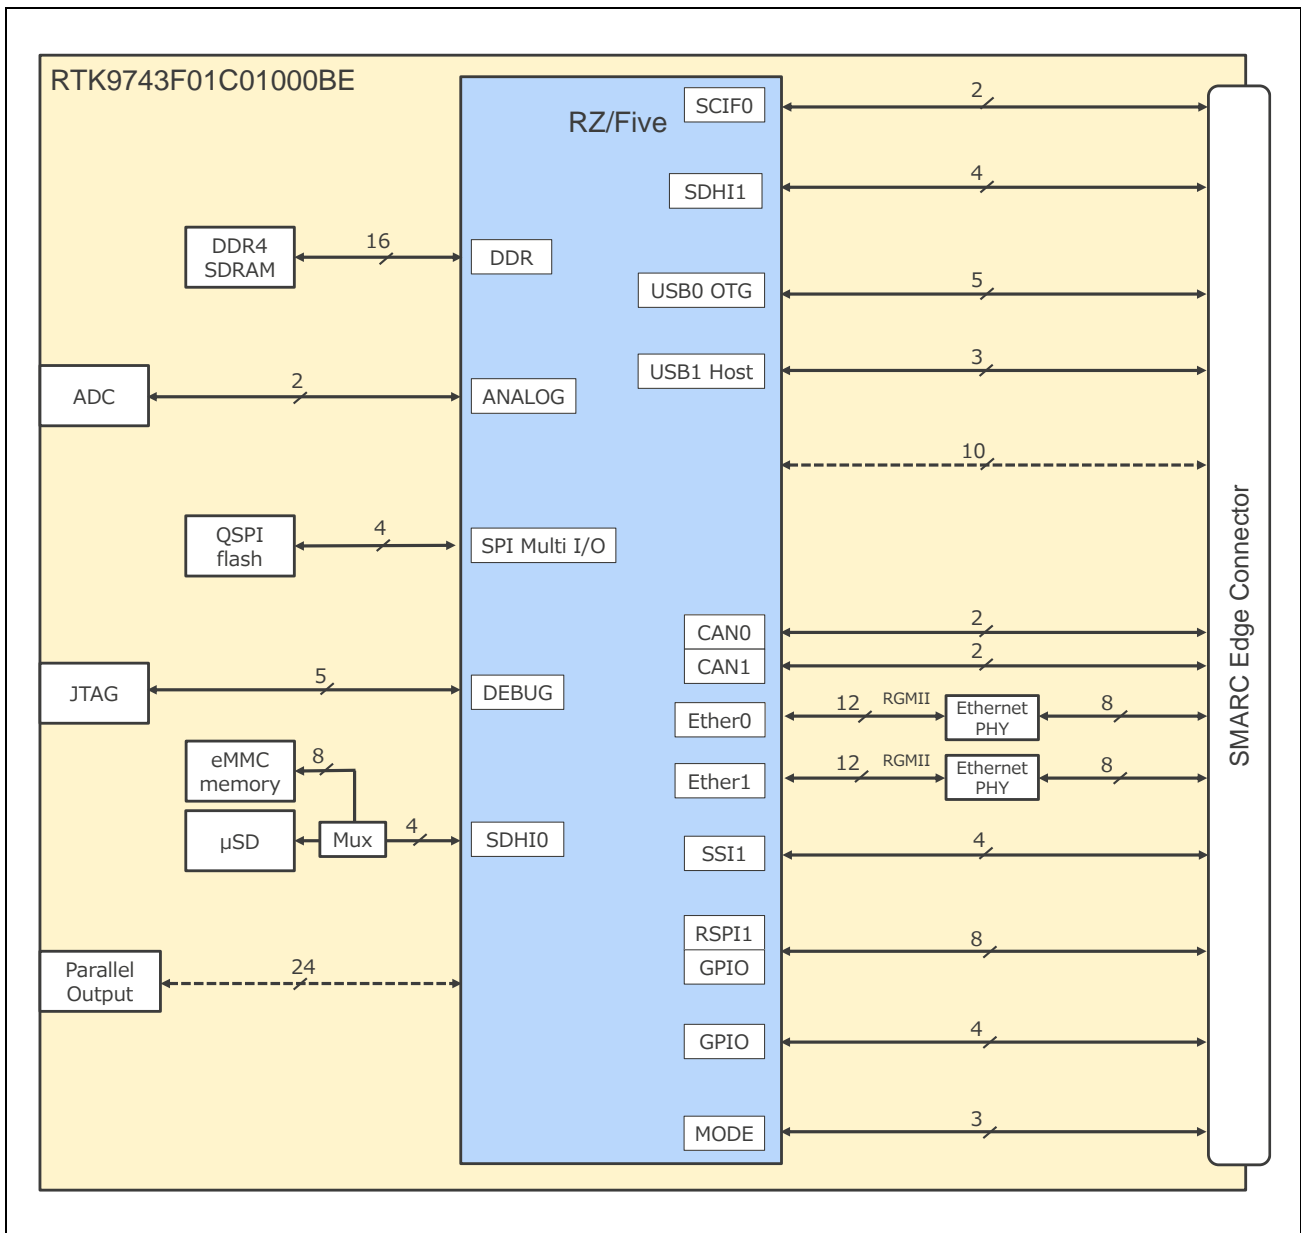 RTK9743F01C01000BE
RZ/Five
SCIF0
2
SDHI1
4
DDR4
SDRAM
16
DDR
USB0 OTG
5
USB1 Host
3
ADC
2
ANALOG
10
QSPI
flash
4
SPI Multi I/O
SMARC Edge Connector
CAN0
2
CAN1
2
JTAG
5
DEBUG
Ether0
12
RGMII
Ethernet
PHY
8
eMMC
memory
8
Ether1
12
RGMII
Ethernet
PHY
8
µSD
Mux
4
SDHI0
SSI1
4
RSPI1
GPIO
8
Parallel
Output
24
GPIO
4
MODE
3